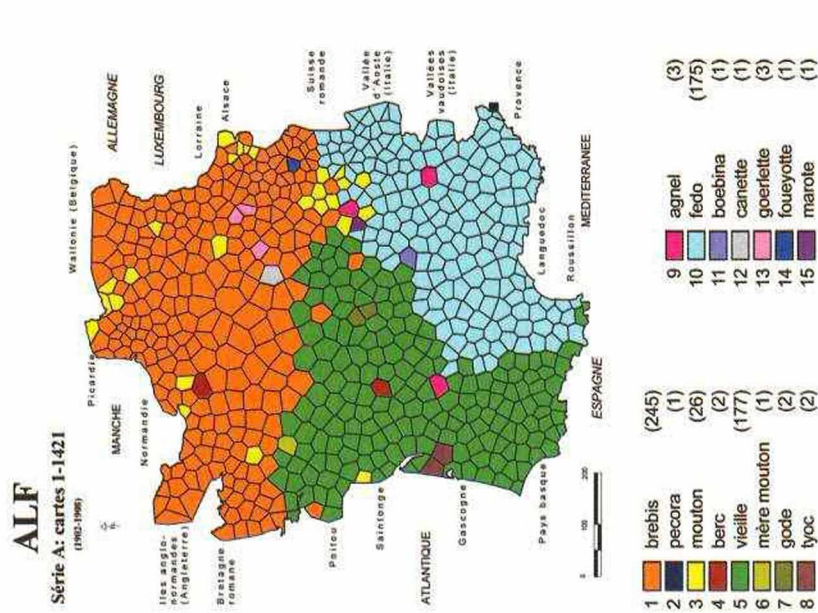 ALF
Série A: cartes 1-1421
(1902-1908)
Wallonie (Belgique)
ALLEMAGNE
LUXEMBOURG
Lorraine
Alsace
Picardie
MANCHE
Normandie
Iles anglo-
normandes
(Angleterre)
Bretagne
romane
Poitou
Saintonge
ATLANTIQUE
Gascogne
Pays basque
Suisse
romande
Vallée
d'Aoste
(Italie)
Vallées
vaudoises
(Italie)
Provence
MEDITERRANEE
Languedoc
Roussillon
ESPAGNE
0 100 200
1 brebis (245)
2 pecora (1)
3 mouton (26)
4 berc (2)
5 vieille (177)
6 mère mouton (1)
7 gode (2)
8 tyoc (2)
9 agnel (3)
10 fedo (175)
11 boebina (1)
12 canette (1)
13 goerlette (3)
14 foueyotte (1)
15 marote (1)